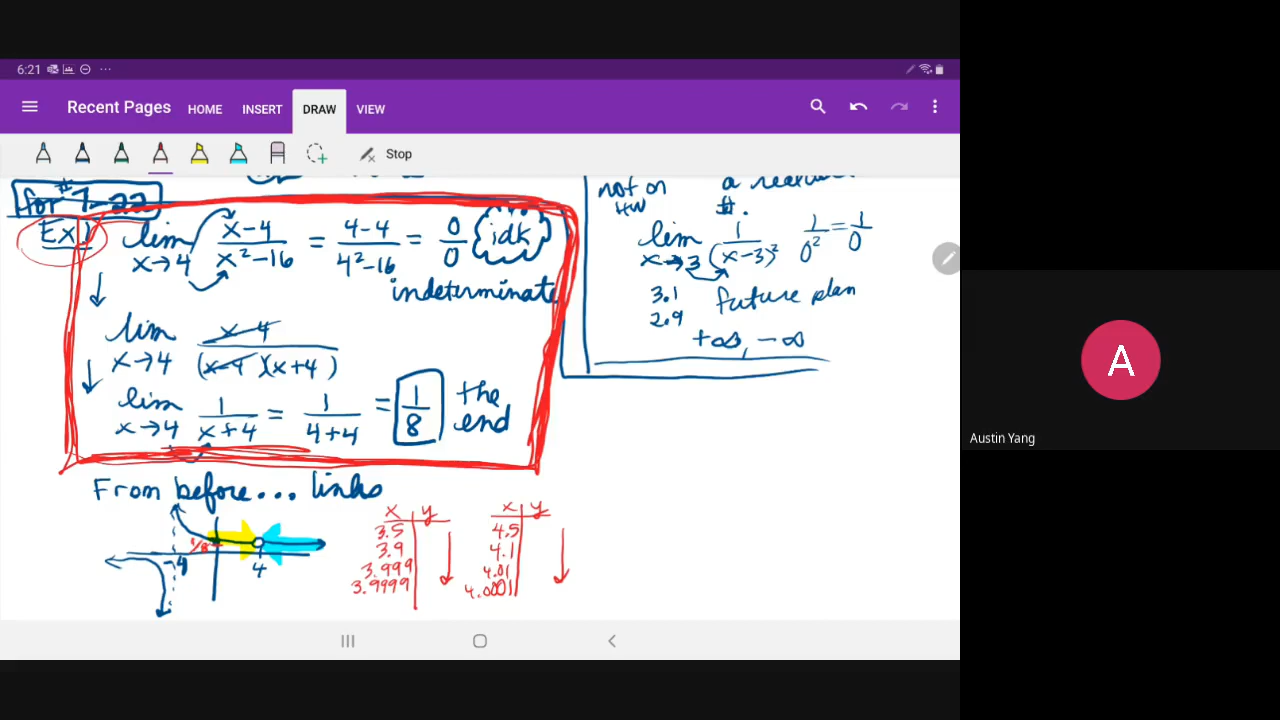 6:21
Recent Pages HOME INSERT DRAW VIEW
Stop
for #7-22
Ex)
lim x→4 x-4 / x²-16 = 4-4 / 4²-16 = 0/0 idk
indeterminate
lim x→4 x-4 / (x-4)(x+4)
lim x→4 1 / x+4 = 1 / 4+4 = 1/8 the end
From before... links
1/8
-4
4
x y
3.5
3.9
3.999
3.9999
x y
4.5
4.1
4.01
4.0001
not on a
HW #.
lim x→3 1 / (x-3)² 1/0² = 1/0
3.1 future plan
2.9
+∞, -∞
A
Austin Yang